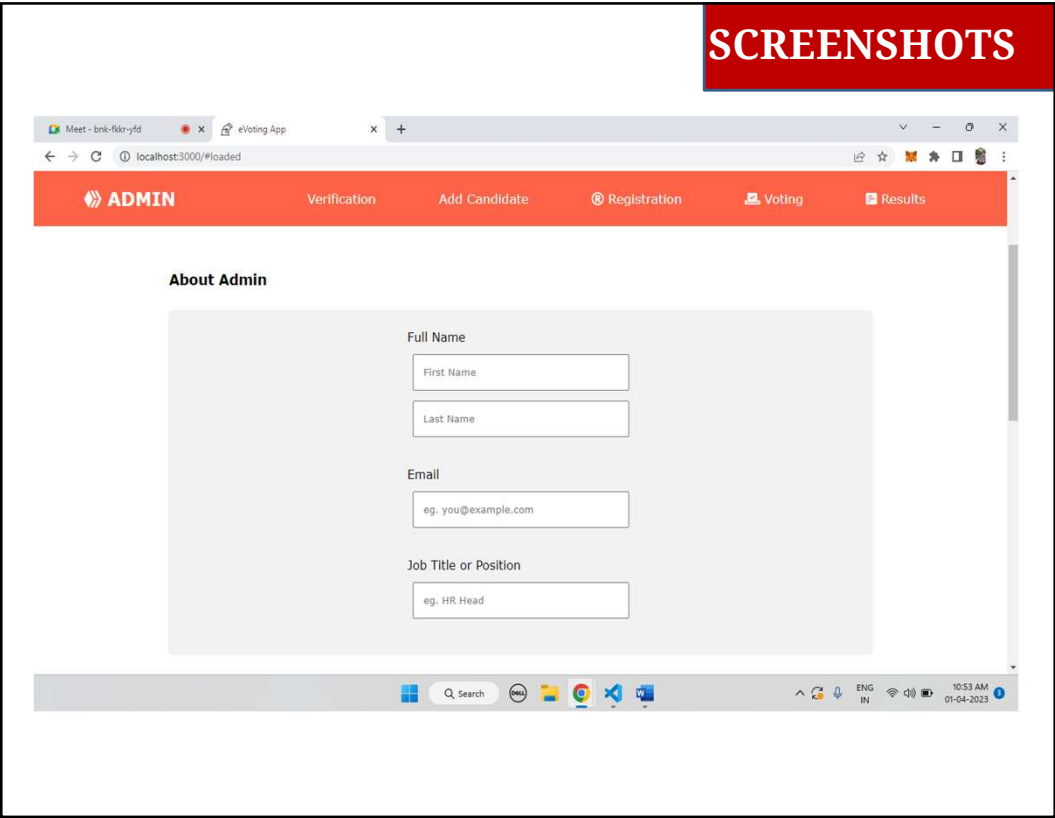 SCREENSHOTS
Meet - bnk-fkkr-yfd
eVoting App
localhost:3000/#loaded
ADMIN Verification Add Candidate ® Registration Voting Results
About Admin
Full Name
First Name
Last Name
Email
eg. you@example.com
Job Title or Position
eg. HR Head
Search
DELL
ENG
IN
10:53 AM
01-04-2023
3